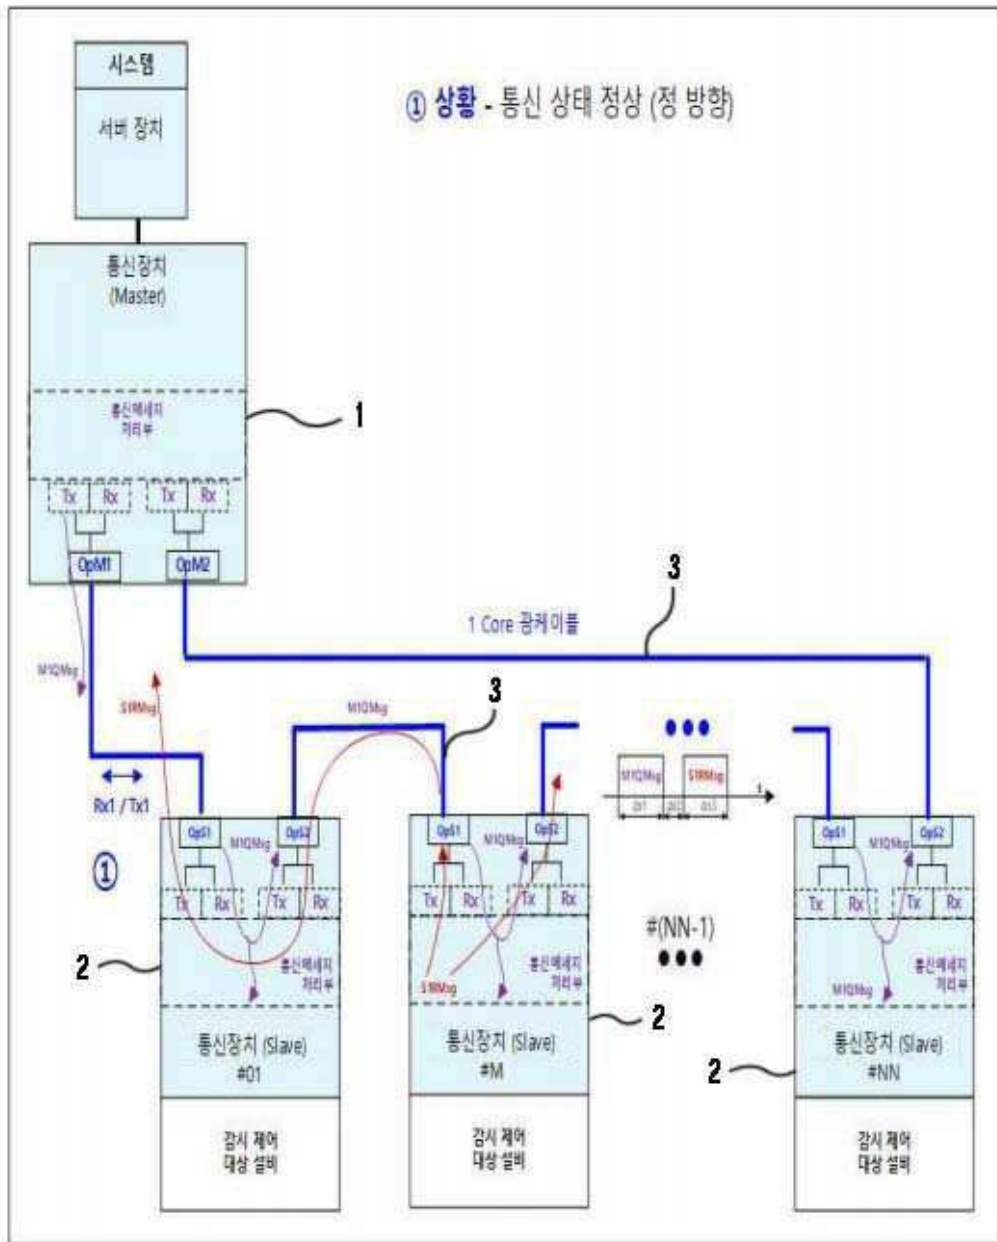 시스템
서버 장치
① 상황 - 통신 상태 정상 (정 방향)
통신장치
(Master)
통신메세지
처리부
1
Tx Rx Tx Rx
OpM1 OpM2
3
1 Core 광케이블
M1QMsg
S1RMsg
M1QMsg
3
Rx1 / Tx1
M1QMsg S1RMsg t
①
OpS1 OpS2
M1QMsg
Tx Rx Tx Rx
통신메세지
처리부
2
통신장치 (Slave)
#01
감시 제어
대상 설비
OpS1 OpS2
M1QMsg
Tx Rx Tx Rx
S1RMsg
통신메세지
처리부
2
통신장치 (Slave)
#M
감시 제어
대상 설비
#(NN-1)
OpS1 OpS2
M1QMsg
Tx Rx Tx Rx
통신메세지
처리부
M1QMsg
2
통신장치 (Slave)
#NN
감시 제어
대상 설비